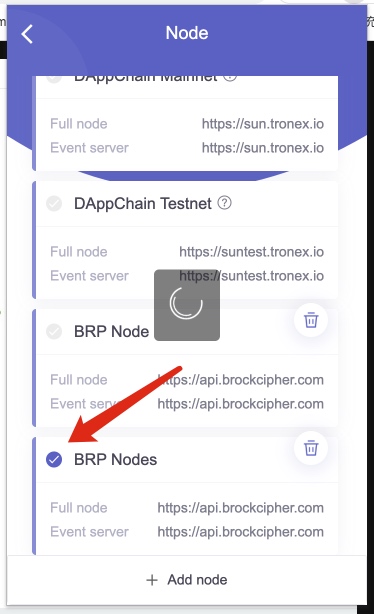 Node
DAppChain Mainnet ?
Full node https://sun.tronex.io
Event server https://sun.tronex.io
DAppChain Testnet ?
Full node https://suntest.tronex.io
Event server https://suntest.tronex.io
BRP Node
Full node https://api.brockcipher.com
Event server https://api.brockcipher.com
BRP Nodes
Full node https://api.brockcipher.com
Event server https://api.brockcipher.com
+ Add node